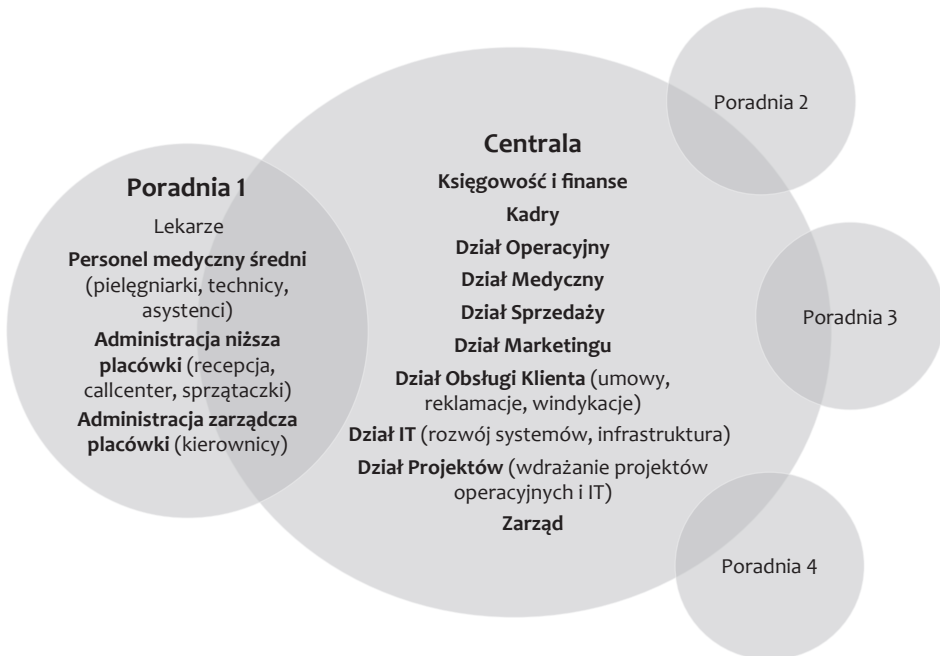 Poradnia 1
Lekarze
Personel medyczny średni
(pielęgniarki, technicy,
asystenci)
Administracja niższa
placówki (recepcja,
callcenter, sprzątaczki)
Administracja zarządcza
placówki (kierownicy)
Centrala
Księgowość i finanse
Kadry
Dział Operacyjny
Dział Medyczny
Dział Sprzedaży
Dział Marketingu
Dział Obsługi Klienta (umowy,
reklamacje, windykacje)
Dział IT (rozwój systemów, infrastruktura)
Dział Projektów (wdrażanie projektów
operacyjnych i IT)
Zarząd
Poradnia 2
Poradnia 3
Poradnia 4